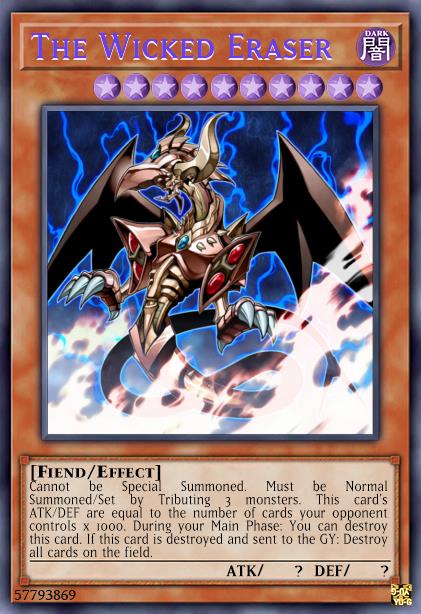 THE WICKED ERASER
DARK
闇
[FIEND/EFFECT]
Cannot be Special Summoned. Must be Normal
Summoned/Set by Tributing 3 monsters. This card's
ATK/DEF are equal to the number of cards your opponent
controls x 1000. During your Main Phase: You can destroy
this card. If this card is destroyed and sent to the GY: Destroy
all cards on the field.
ATK/ ? DEF/ ?
57793869